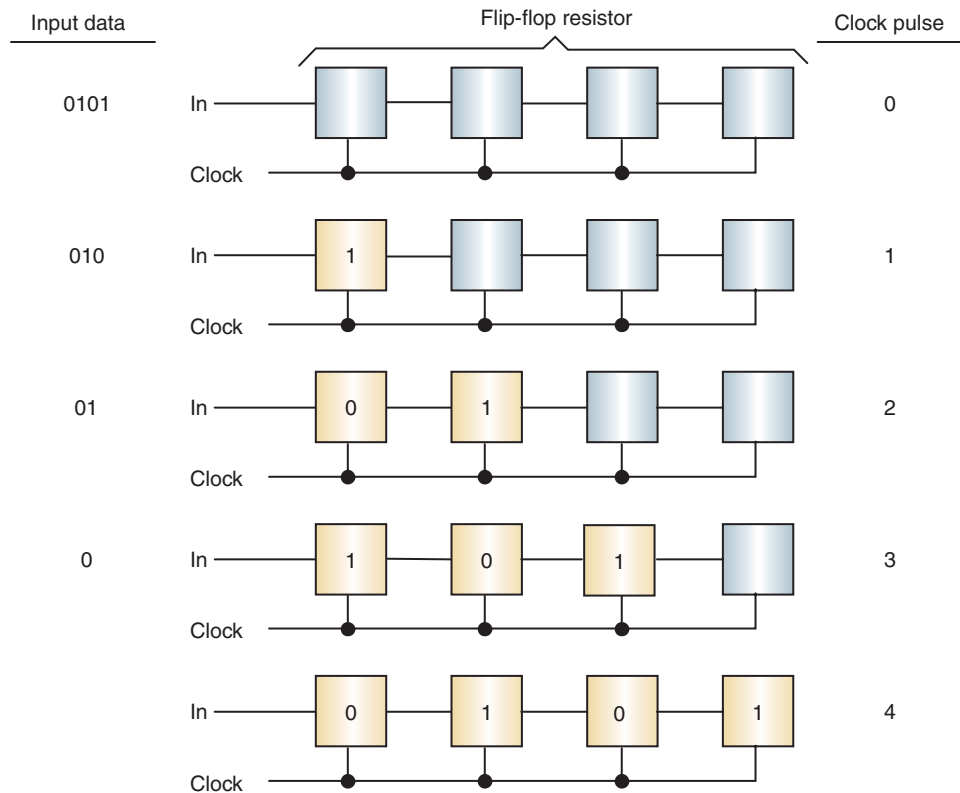 Input data
Flip-flop resistor
Clock pulse
0101
In
0
Clock
010
In
1
1
Clock
01
In
0
1
2
Clock
0
In
1
0
1
3
Clock
In
0
1
0
1
4
Clock